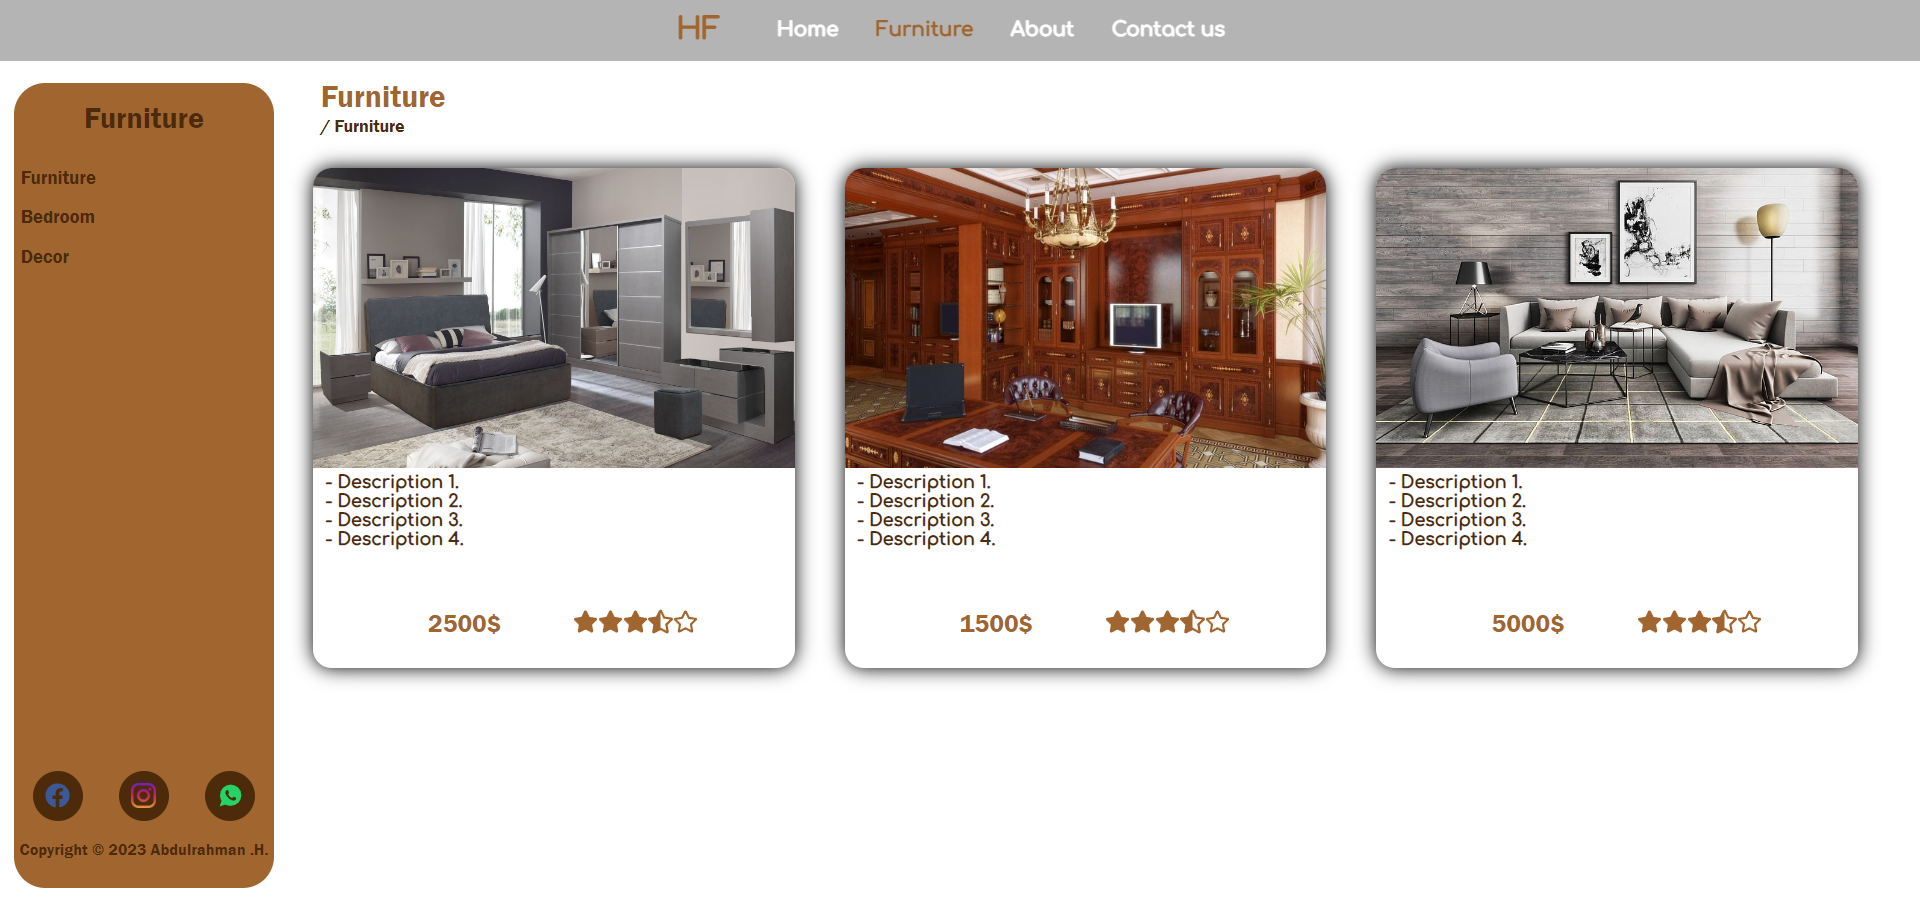 HF Home Furniture About Contact us
Furniture
Furniture
Bedroom
Decor
Copyright © 2023 Abdulrahman .H.
Furniture
/ Furniture
- Description 1.
- Description 2.
- Description 3.
- Description 4.
2500$
- Description 1.
- Description 2.
- Description 3.
- Description 4.
1500$
- Description 1.
- Description 2.
- Description 3.
- Description 4.
5000$